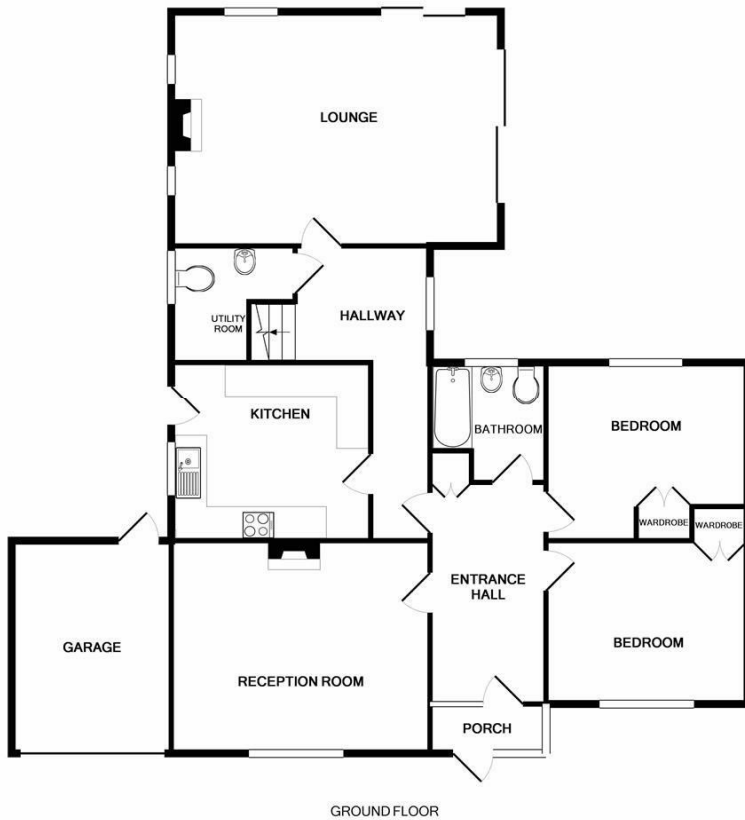 LOUNGE
HALLWAY
UTILITY
ROOM
KITCHEN
BATHROOM
BEDROOM
WARDROBE
WARDROBE
ENTRANCE
HALL
GARAGE
RECEPTION ROOM
BEDROOM
PORCH
GROUND FLOOR